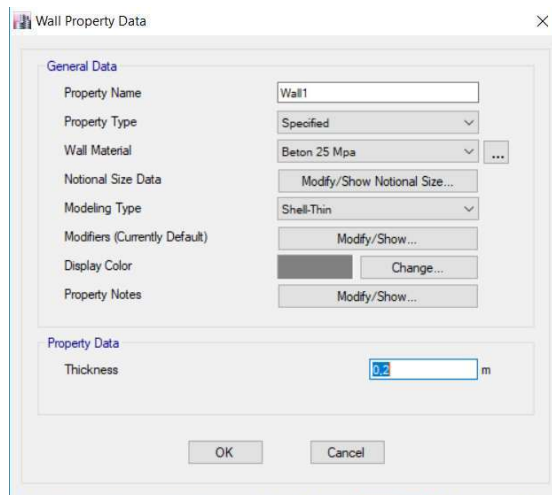 Wall Property Data
General Data
Property Name Wall1
Property Type Specified
Wall Material Beton 25 Mpa ...
Notional Size Data Modify/Show Notional Size...
Modeling Type Shell-Thin
Modifiers (Currently Default) Modify/Show...
Display Color Change...
Property Notes Modify/Show...
Property Data
Thickness 0,2 m
OK Cancel